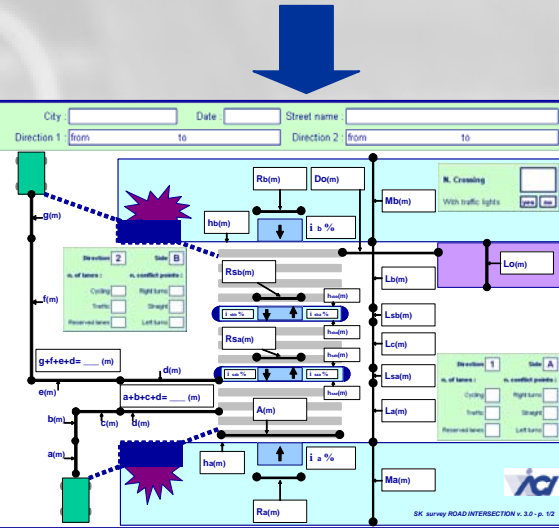 City : Date : Street name :
Direction 1 : from to Direction 2 : from to
Rb(m) Do(m)
N. Crossing
With traffic lights yes no
Mb(m)
g(m)
hb(m) i b %
Direction 2 Side B
n. of lanes : n. conflict points :
Cycling Right turns
Traffic Straight
Reserved lanes Left turns
Rsb(m)
Lo(m)
Lb(m)
f(m)
Lsb(m)
Rsa(m)
Lc(m)
g+f+e+d= ___ (m)
d(m)
Lsa(m)
Direction 1 Side A
n. of lanes : n. conflict points :
Cycling Right turns
Traffic Straight
Reserved lanes Left turns
e(m)
a+b+c+d= ___ (m)
b(m) c(m) d(m)
A(m)
La(m)
a(m)
ha(m) i a %
Ma(m)
ACI
Ra(m)
SK survey ROAD INTERSECTION v. 3.0 - p. 1/2